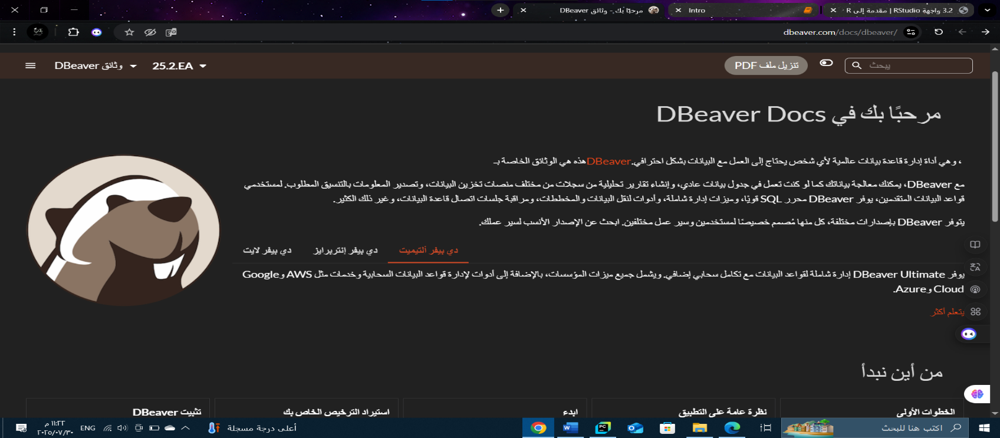 3.2 واجهة RStudio | مقدمة إلى R
Intro
مرحبًا بك - وثائق DBeaver
dbeaver.com/docs/dbeaver/
يبحث
تنزيل ملف PDF
25.2.EA
وثائق DBeaver
مرحبًا بك في DBeaver Docs
، وهي أداة إدارة قاعدة بيانات عالمية لأي شخص يحتاج إلى العمل مع البيانات بشكل احترافي.DBeaverهذه هي الوثائق الخاصة بـ
مع DBeaver، يمكنك معالجة بياناتك كما لو كنت تعمل في جدول بيانات عادي، وإنشاء تقارير تحليلية من سجلات من مختلف منصات تخزين البيانات، وتصدير المعلومات بالتنسيق المطلوب. لمستخدمي
قواعد البيانات المتقدمين، يوفر DBeaver محرر SQL قويًا، وميزات إدارة شاملة، وأدوات لنقل البيانات والمخططات، ومراقبة جلسات اتصال قاعدة البيانات، وغير ذلك الكثير.
يتوفر DBeaver بإصدارات مختلفة، كل منها مُصمم خصيصًا لمستخدمين وسير عمل مختلفين. ابحث عن الإصدار الأنسب لسير عملك.
دي بيفر ألتيميت
دي بيفر إنتربرايز
دي بيفر لايت
يوفر DBeaver Ultimate إدارة شاملة لقواعد البيانات مع تكامل سحابي إضافي. ويشمل جميع ميزات المؤسسات، بالإضافة إلى أدوات لإدارة قواعد البيانات السحابية وخدمات مثل AWS وGoogle
Cloud وAzure.
يتعلم أكثر
من أين نبدأ
الخطوات الأولى
نظرة عامة على التطبيق
ابدء
استيراد الترخيص الخاص بك
تثبيت DBeaver
اكتب هنا للبحث
أعلى درجة مسجلة
ENG
١١:٢٢ م
٢٠٢٥/٠٧/٣٠